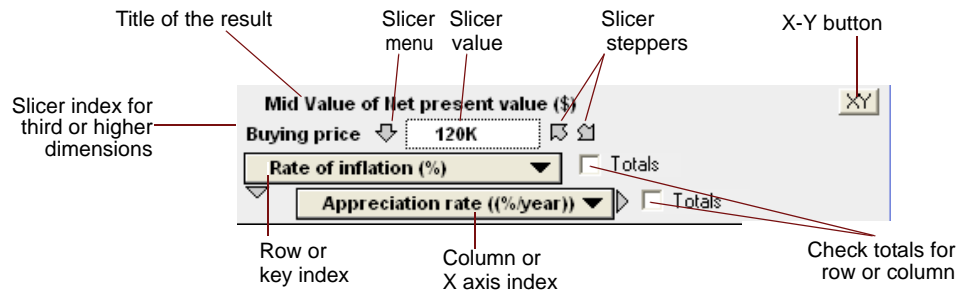 Title of the result
Slicer menu
Slicer value
Slicer steppers
X-Y button
Slicer index for
third or higher
dimensions
Mid Value of Net present value ($)
XY
Buying price
120K
Rate of inflation (%)
Totals
Appreciation rate ((%/year))
Totals
Row or
key index
Column or
X axis index
Check totals for
row or column